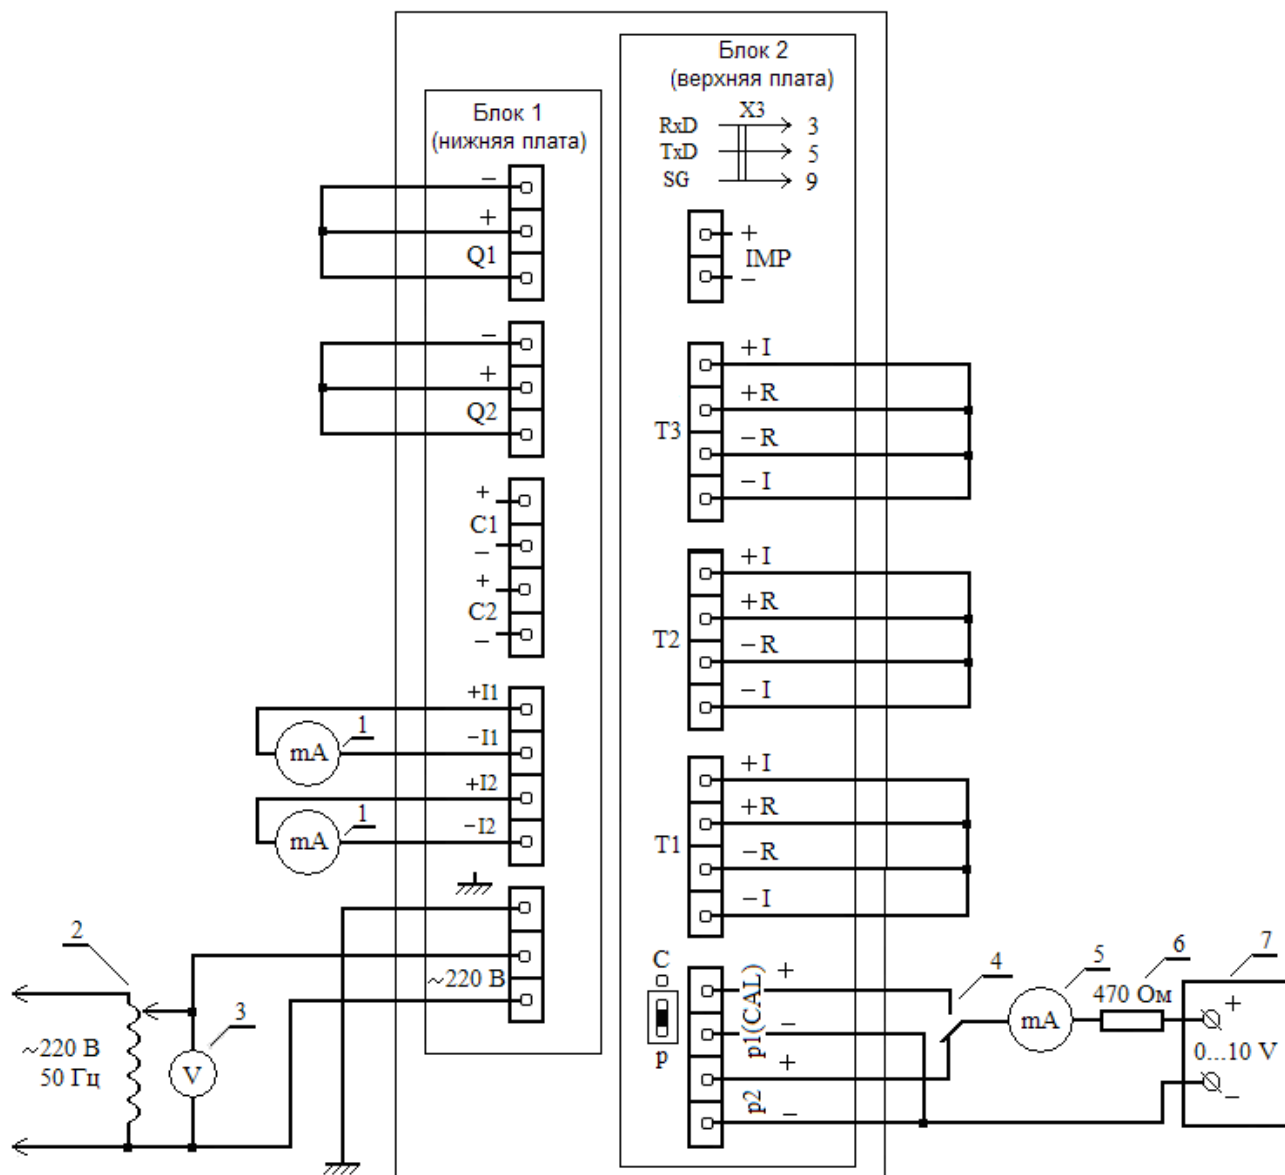 Блок 2
(верхняя плата)
X3
RxD 3
TxD 5
SG 9
+
IMP
−
Блок 1
(нижняя плата)
−
+
Q1
−
+
Q2
+
C1
−
+
C2
−
+I1
−I1
+I2
−I2
mA
1
mA
1
~220 В
2
3
~220 В
50 Гц
V
+I
+R
T3
−R
−I
+I
+R
T2
−R
−I
+I
+R
T1
−R
−I
C
p
p1(CAL)
+
−
p2
+
−
4
5
6
7
mA
470 Ом
+
0...10 V
−